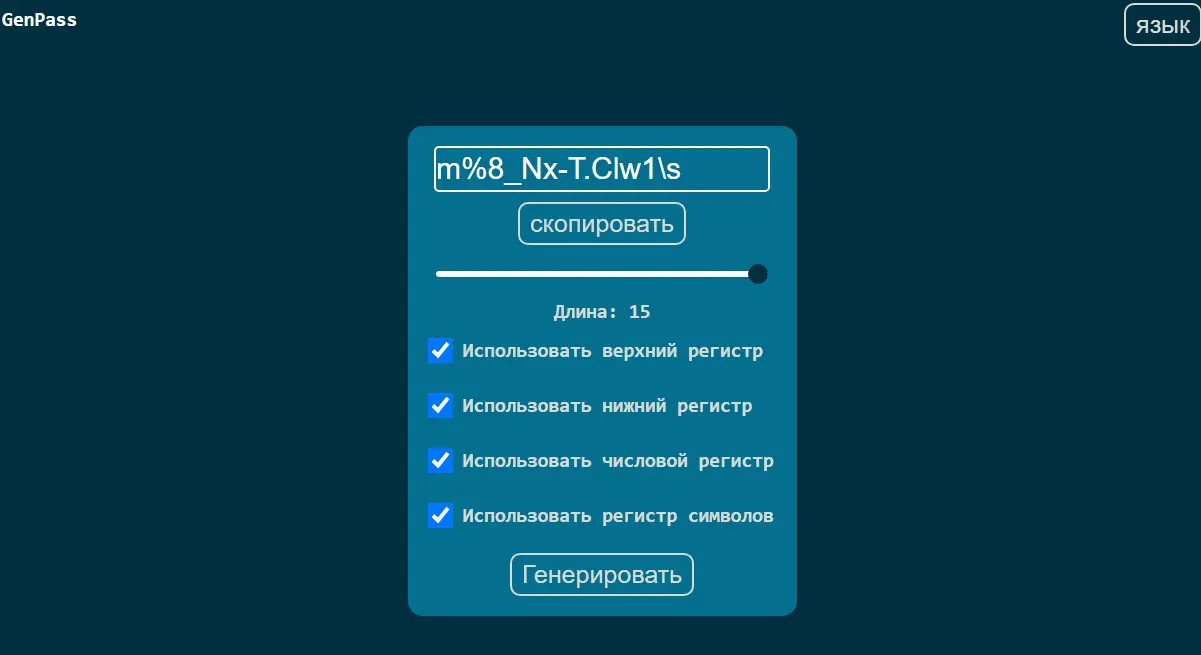 GenPass
язык
m%8_Nx-T.Clw1\s
скопировать
Длина: 15
Использовать верхний регистр
Использовать нижний регистр
Использовать числовой регистр
Использовать регистр символов
Генерировать